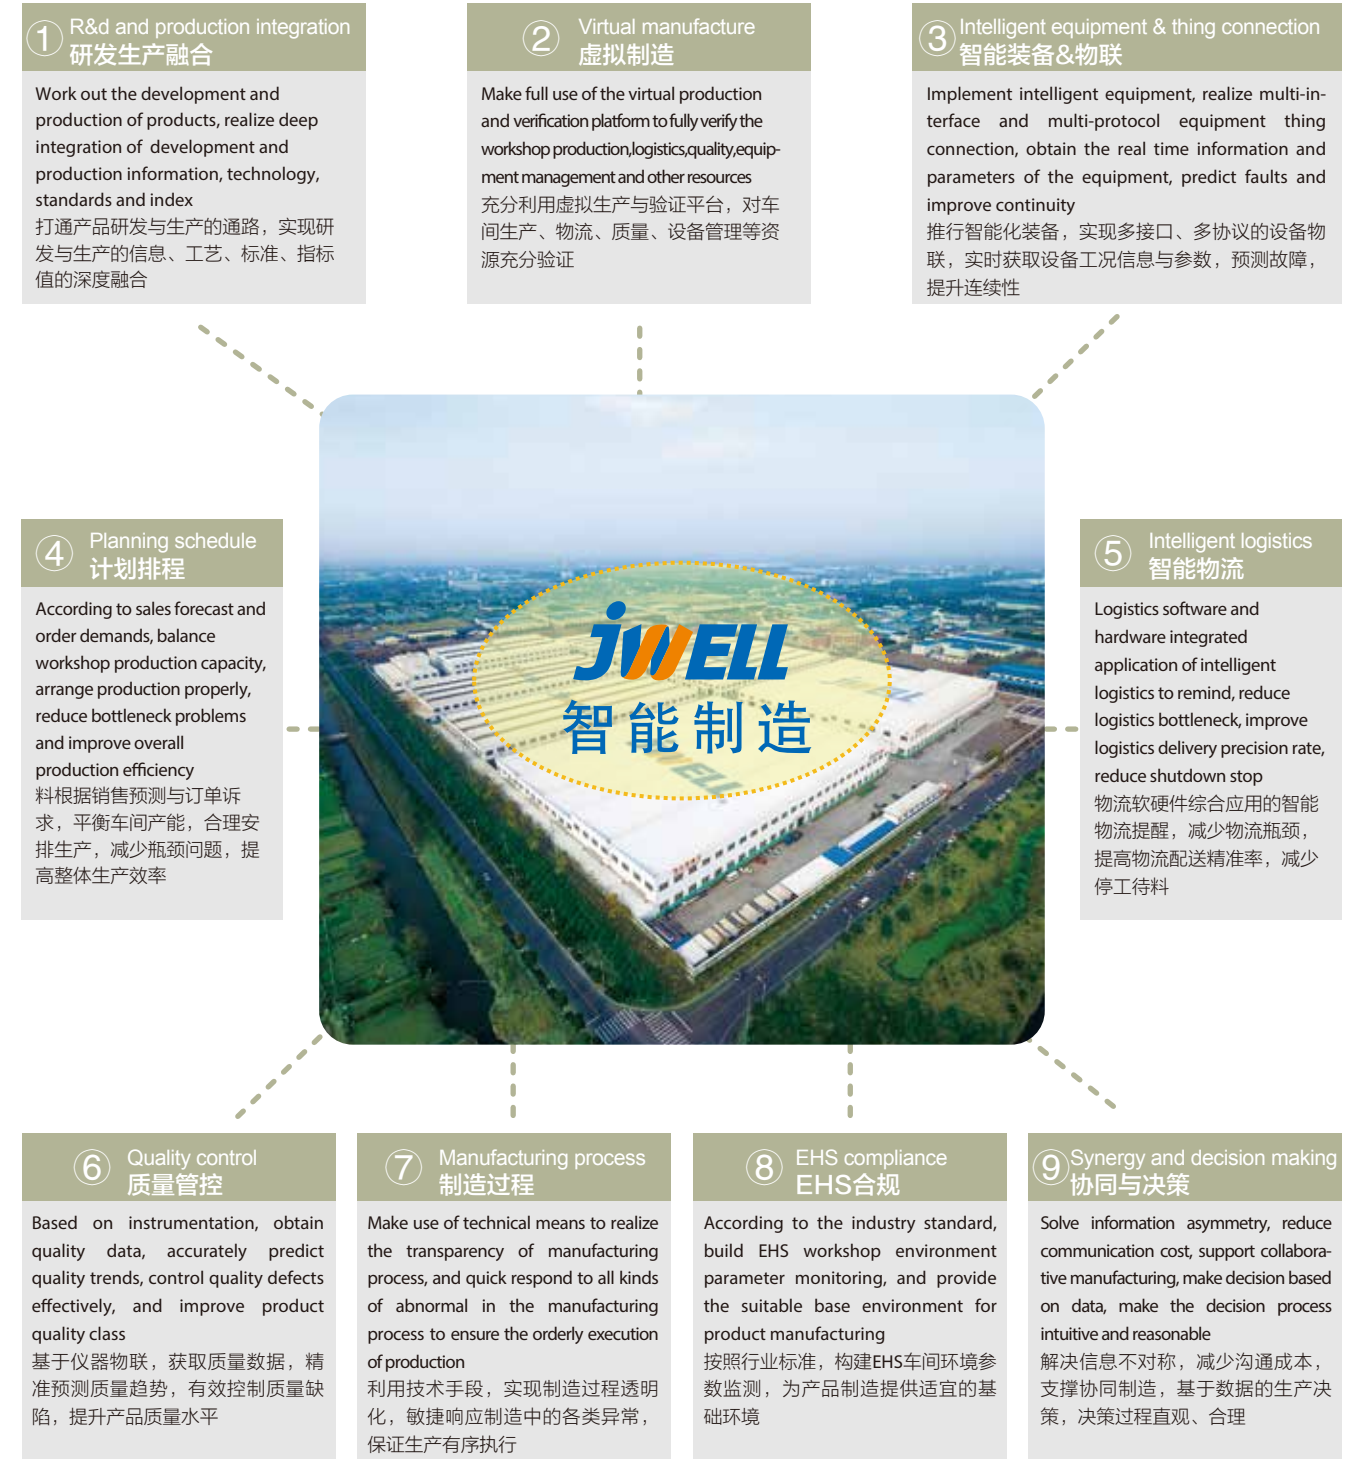 ① R&d and production integration
研发生产融合
Work out the development and
production of products, realize deep
integration of development and
production information, technology,
standards and index
打通产品研发与生产的通路，实现研
发与生产的信息、工艺、标准、指标
值的深度融合
② Virtual manufacture
虚拟制造
Make full use of the virtual production
and verification platform to fully verify the
workshop production,logistics,quality,equip-
ment management and other resources
充分利用虚拟生产与验证平台，对车
间生产、物流、质量、设备管理等资
源充分验证
③ Intelligent equipment & thing connection
智能装备&物联
Implement intelligent equipment, realize multi-in-
terface and multi-protocol equipment thing
connection, obtain the real time information and
parameters of the equipment, predict faults and
improve continuity
推行智能化装备，实现多接口、多协议的设备物
联，实时获取设备工况信息与参数，预测故障，
提升连续性
④ Planning schedule
计划排程
According to sales forecast and
order demands, balance
workshop production capacity,
arrange production properly,
reduce bottleneck problems
and improve overall
production efficiency
料根据销售预测与订单诉
求，平衡车间产能，合理安
排生产，减少瓶颈问题，提
高整体生产效率
JWELL
智能制造
JWELL
⑤ Intelligent logistics
智能物流
Logistics software and
hardware integrated
application of intelligent
logistics to remind, reduce
logistics bottleneck, improve
logistics delivery precision rate,
reduce shutdown stop
物流软硬件综合应用的智能
物流提醒，减少物流瓶颈，
提高物流配送精准率，减少
停工待料
⑥ Quality control
质量管控
Based on instrumentation, obtain
quality data, accurately predict
quality trends, control quality defects
effectively, and improve product
quality class
基于仪器物联，获取质量数据，精
准预测质量趋势，有效控制质量缺
陷，提升产品质量水平
⑦ Manufacturing process
制造过程
Make use of technical means to realize
the transparency of manufacturing
process, and quick respond to all kinds
of abnormal in the manufacturing
process to ensure the orderly execution
of production
利用技术手段，实现制造过程透明
化，敏捷响应制造中的各类异常，
保证生产有序执行
⑧ EHS compliance
EHS合规
According to the industry standard,
build EHS workshop environment
parameter monitoring, and provide
the suitable base environment for
product manufacturing
按照行业标准，构建EHS车间环境参
数监测，为产品制造提供适宜的基
础环境
⑨ Synergy and decision making
协同与决策
Solve information asymmetry, reduce
communication cost, support collabora-
tive manufacturing, make decision based
on data, make the decision process
intuitive and reasonable
解决信息不对称，减少沟通成本，
支撑协同制造，基于数据的生产决
策，决策过程直观、合理